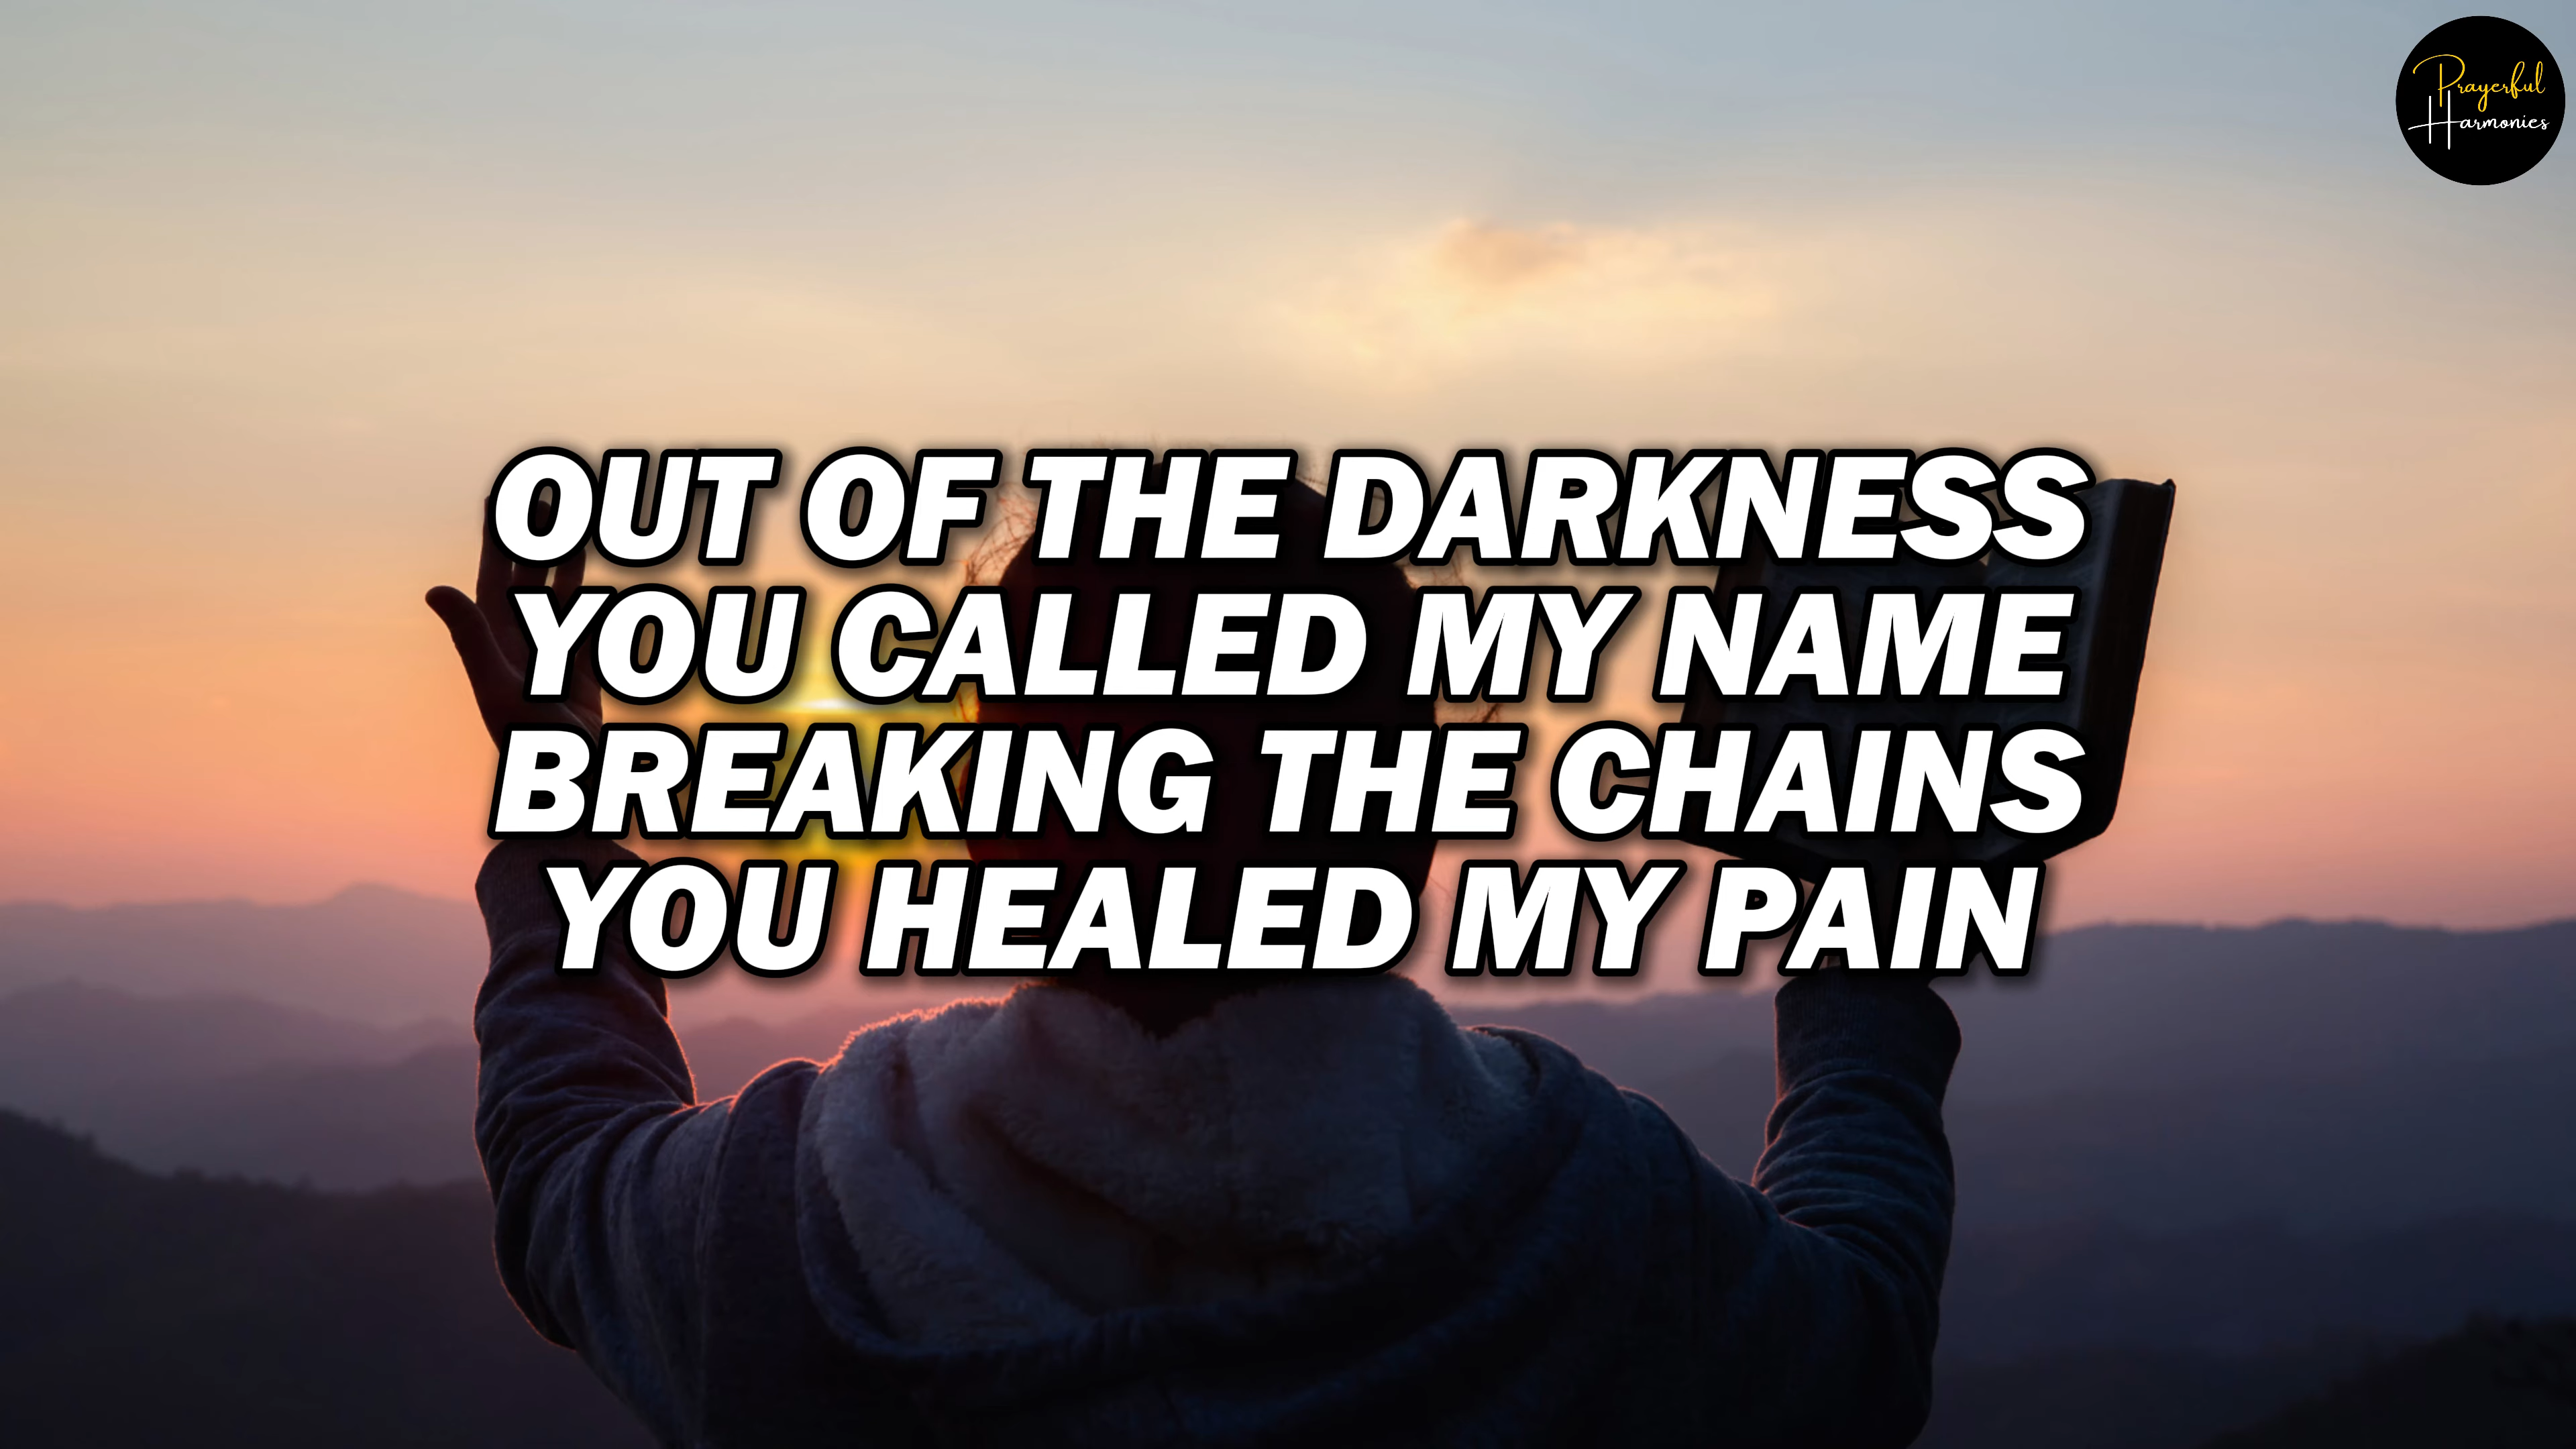 Prayerful
Harmonies
OUT OF THE DARKNESS
YOU CALLED MY NAME
BREAKING THE CHAINS
YOU HEALED MY PAIN